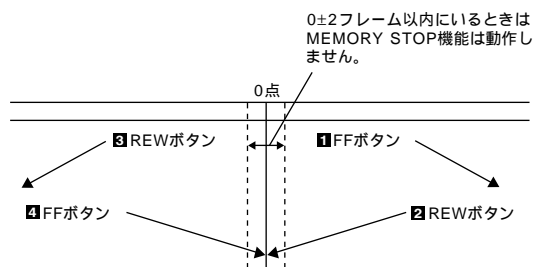 0±2フレーム以内にいるときは
MEMORY STOP機能は動作し
ません。
0点
3 REWボタン
1 FFボタン
4 FFボタン
2 REWボタン